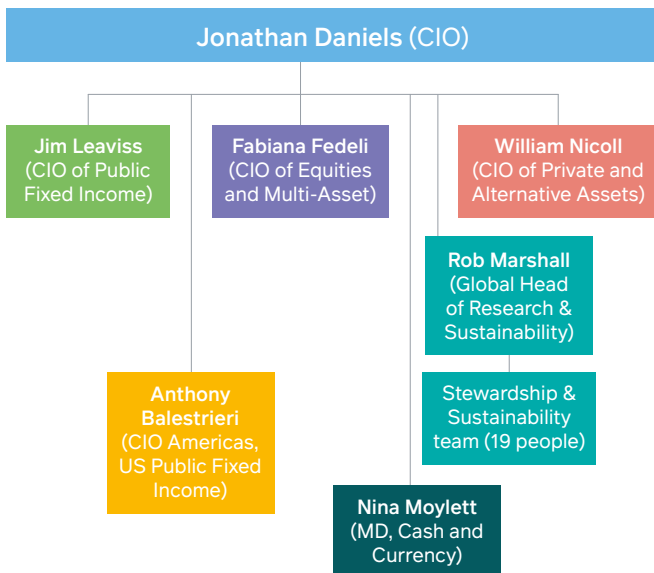 Jonathan Daniels (CIO)
Jim Leaviss
(CIO of Public
Fixed Income)
Fabiana Fedeli
(CIO of Equities
and Multi-Asset)
William Nicoll
(CIO of Private and
Alternative Assets)
Rob Marshall
(Global Head
of Research &
Sustainability)
Anthony
Balestrieri
(CIO Americas,
US Public Fixed
Income)
Stewardship &
Sustainability
team (19 people)
Nina Moylett
(MD, Cash and
Currency)